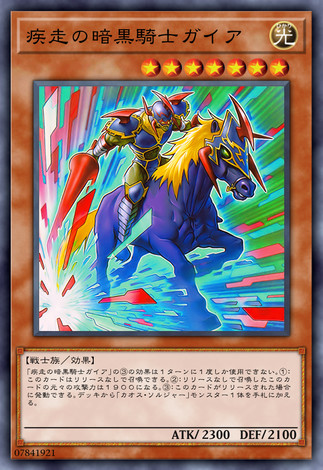 疾走の暗黒騎士ガイア
光
【戦士族／効果】
「疾走の暗黒騎士ガイア」の③の効果は１ターンに１度しか使用できない。①：
このカードはリリースなしで召喚できる。②：リリースなしで召喚したこのカー
ドの元々の攻撃力は１９００になる。③：このカードがリリースされた場合
に発動できる。デッキから「カオス・ソルジャー」モンスター１体を手札に加え
る。
ATK/ 2300 DEF/ 2100
07841921